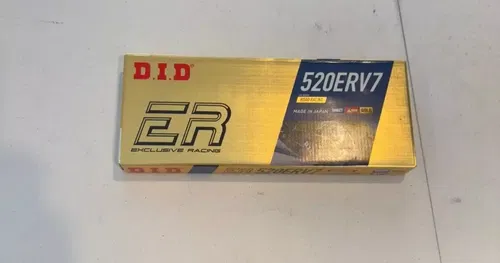 D.I.D
520ERV7
MADE IN JAPAN
ER
EXCLUSIVE RACING
D.I.D
520ERV7